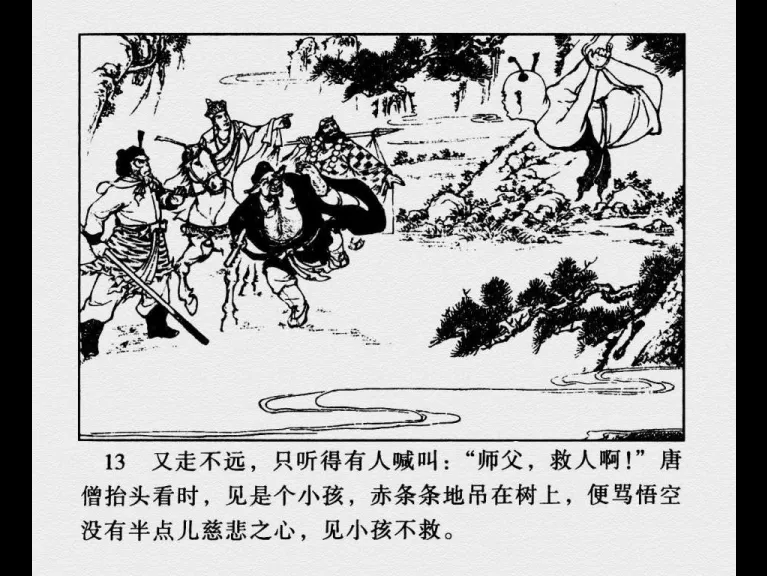 13 又走不远，只听得有人喊叫：“师父，救人啊！”唐
僧抬头看时，见是个小孩，赤条条地吊在树上，便骂悟空
没有半点儿慈悲之心，见小孩不救。